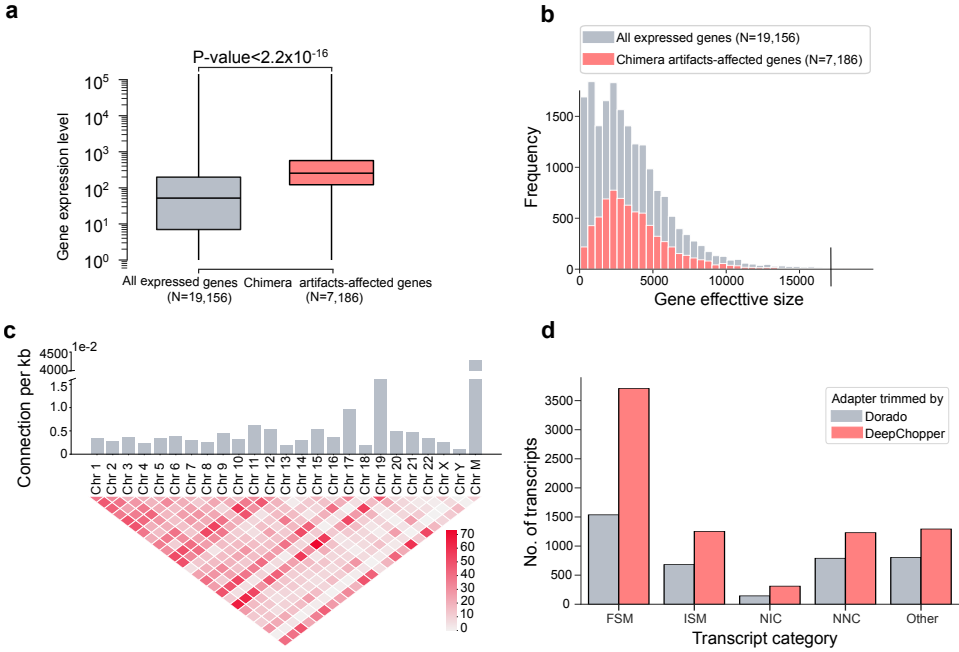 a
P-value<2.2x10-16
Gene expression level
10⁵
10³
10²
10¹
10⁰
All expressed genes
(N=19,156)
Chimera artifacts-affected genes
(N=7,186)
b
All expressed genes (N=19,156)
Chimera artifacts-affected genes (N=7,186)
Frequency
1500
1000
500
0
0 5000 10000 15000
Gene effecttive size
c
Connection per kb
1e-2
4500
4000
1.5
1.0
0.5
0
Chr 1
Chr 2
Chr 3
Chr 4
Chr 5
Chr 6
Chr 7
Chr 8
Chr 9
Chr 10
Chr 11
Chr 12
Chr 13
Chr 14
Chr 15
Chr 16
Chr 17
Chr 18
Chr 19
Chr 20
Chr 21
Chr 22
Chr X
Chr Y
Chr M
70
60
50
40
30
20
10
0
d
Adapter trimmed by
Dorado
DeepChopper
No. of transcripts
3500
3000
2500
2000
1500
1000
500
0
FSM ISM NIC NNC Other
Transcript category